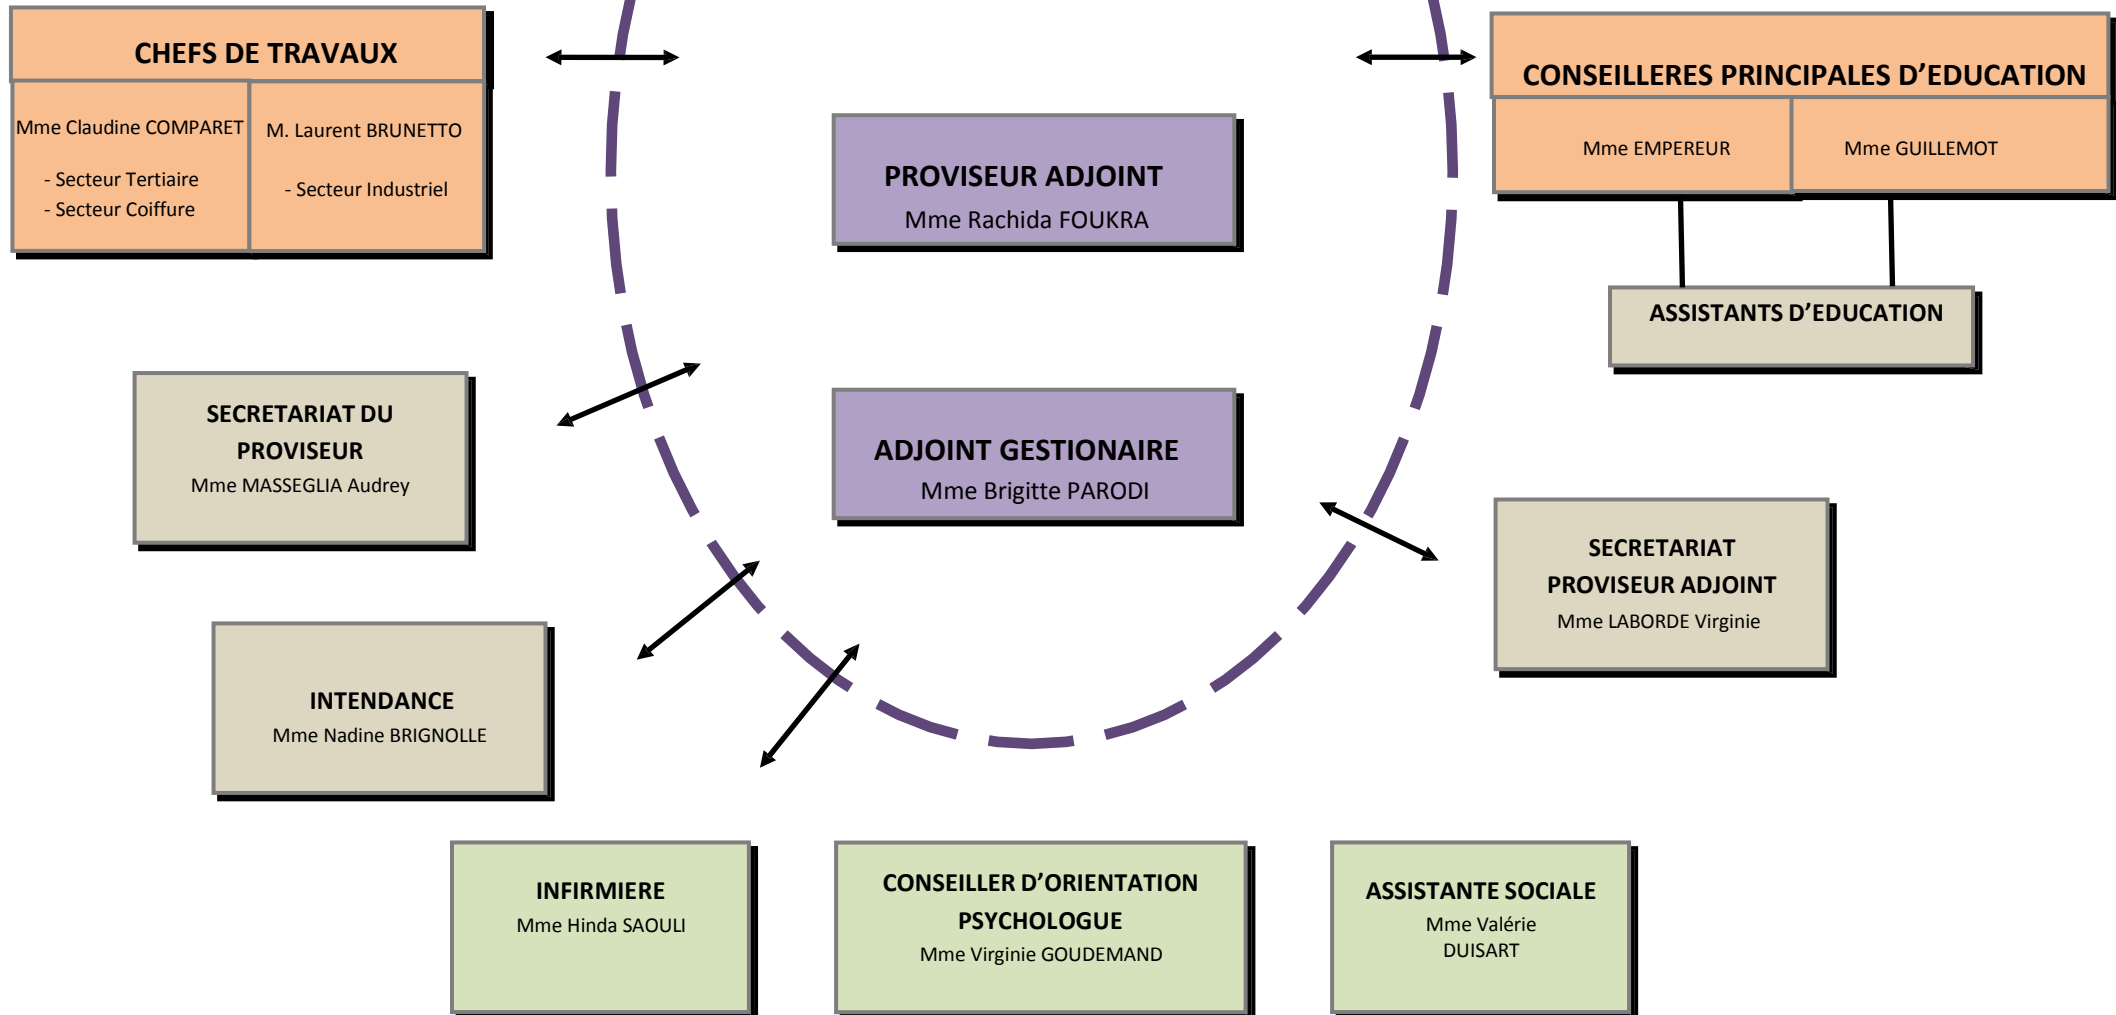 CHEFS DE TRAVAUX
Mme Claudine COMPARET
- Secteur Tertiaire
- Secteur Coiffure
M. Laurent BRUNETTO
- Secteur Industriel
PROVISEUR ADJOINT
Mme Rachida FOUKRA
CONSEILLERES PRINCIPALES D’EDUCATION
Mme EMPEREUR
Mme GUILLEMOT
ASSISTANTS D’EDUCATION
SECRETARIAT DU
PROVISEUR
Mme MASSEGLIA Audrey
ADJOINT GESTIONAIRE
Mme Brigitte PARODI
SECRETARIAT
PROVISEUR ADJOINT
Mme LABORDE Virginie
INTENDANCE
Mme Nadine BRIGNOLLE
INFIRMIERE
Mme Hinda SAOULI
CONSEILLER D’ORIENTATION
PSYCHOLOGUE
Mme Virginie GOUDEMAND
ASSISTANTE SOCIALE
Mme Valérie
DUISART